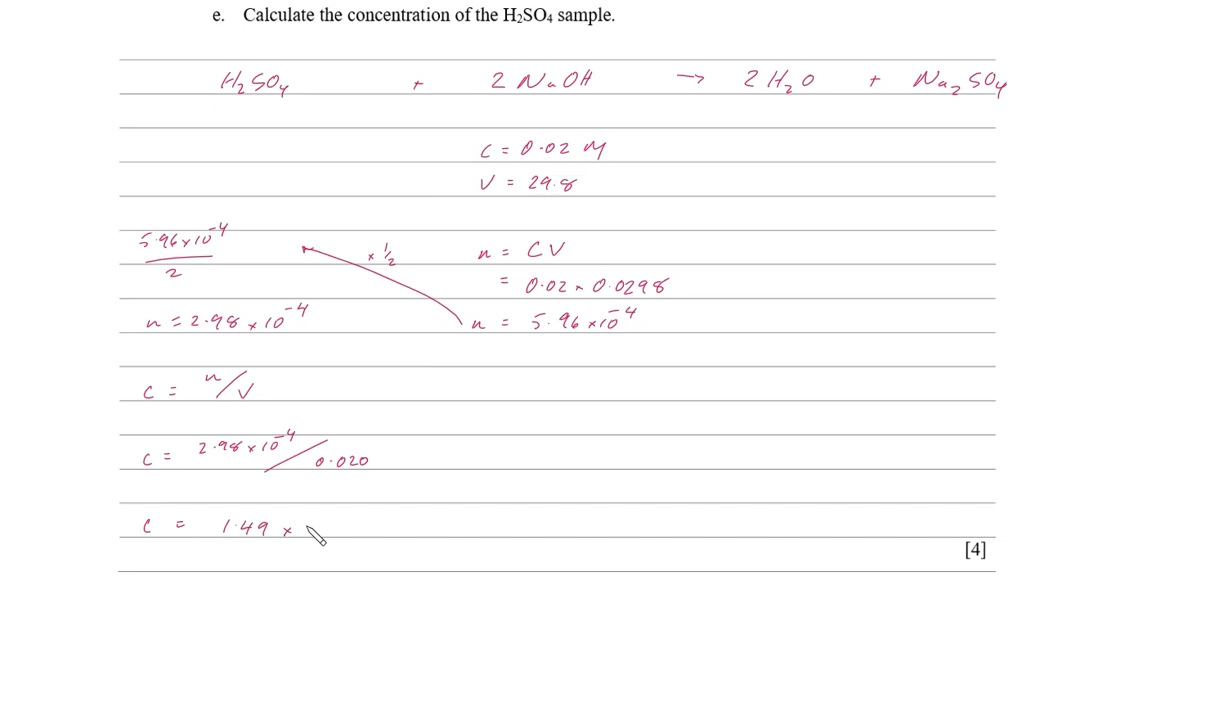 e. Calculate the concentration of the H₂SO₄ sample.
H₂SO₄ + 2 NaOH → 2 H₂O + Na₂SO₄
C = 0.02 M
V = 29.8
5.96 × 10⁻⁴ / 2
× 1/2
n = CV
= 0.02 × 0.0298
n = 2.98 × 10⁻⁴
n = 5.96 × 10⁻⁴
C = n/V
C = 2.98 × 10⁻⁴ / 0.020
C = 1.49 ×
[4]